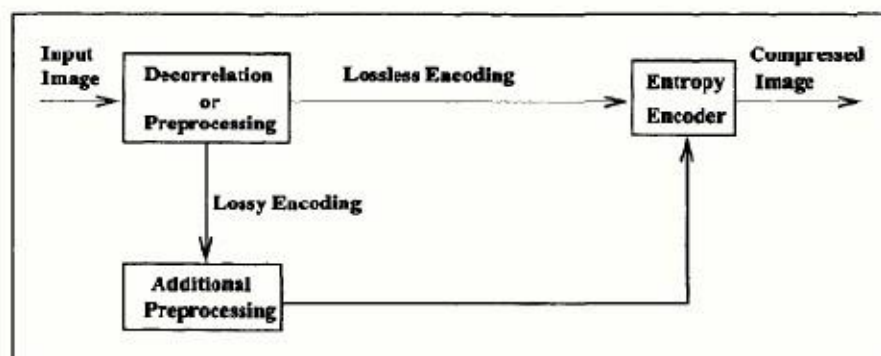 Input
Image
Decorrelation
or
Preprocessing
Lossless Encoding
Entropy
Encoder
Compressed
Image
Lossy Encoding
Additional
Preprocessing